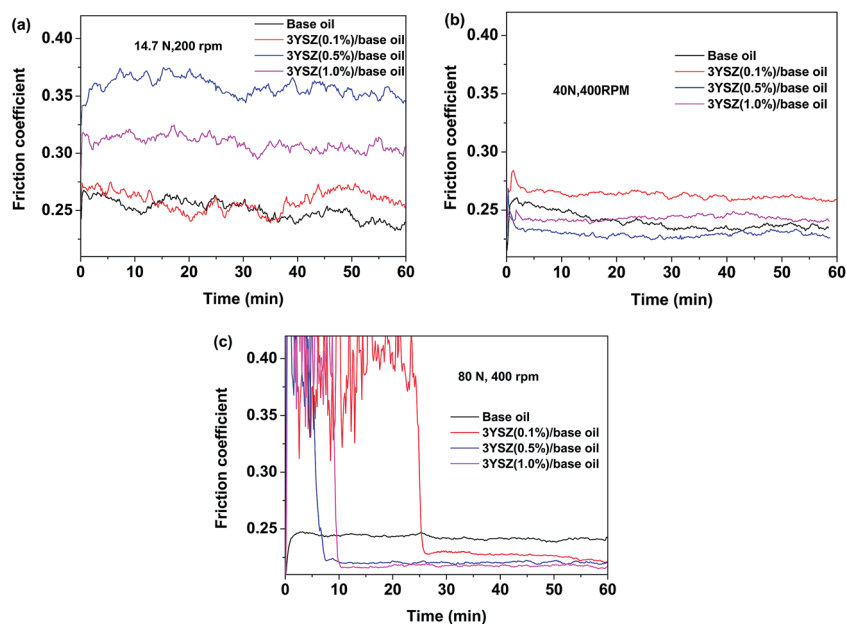 (a)
14.7 N,200 rpm
Base oil
3YSZ(0.1%)/base oil
3YSZ(0.5%)/base oil
3YSZ(1.0%)/base oil
Friction coefficient
0.40
0.35
0.30
0.25
0 10 20 30 40 50 60
Time (min)
(b)
40N,400RPM
Base oil
3YSZ(0.1%)/base oil
3YSZ(0.5%)/base oil
3YSZ(1.0%)/base oil
Friction coefficient
0.40
0.35
0.30
0.25
0 10 20 30 40 50 60
Time (min)
(c)
80 N, 400 rpm
Base oil
3YSZ(0.1%)/base oil
3YSZ(0.5%)/base oil
3YSZ(1.0%)/base oil
Friction coefficient
0.40
0.35
0.30
0.25
0 10 20 30 40 50 60
Time (min)